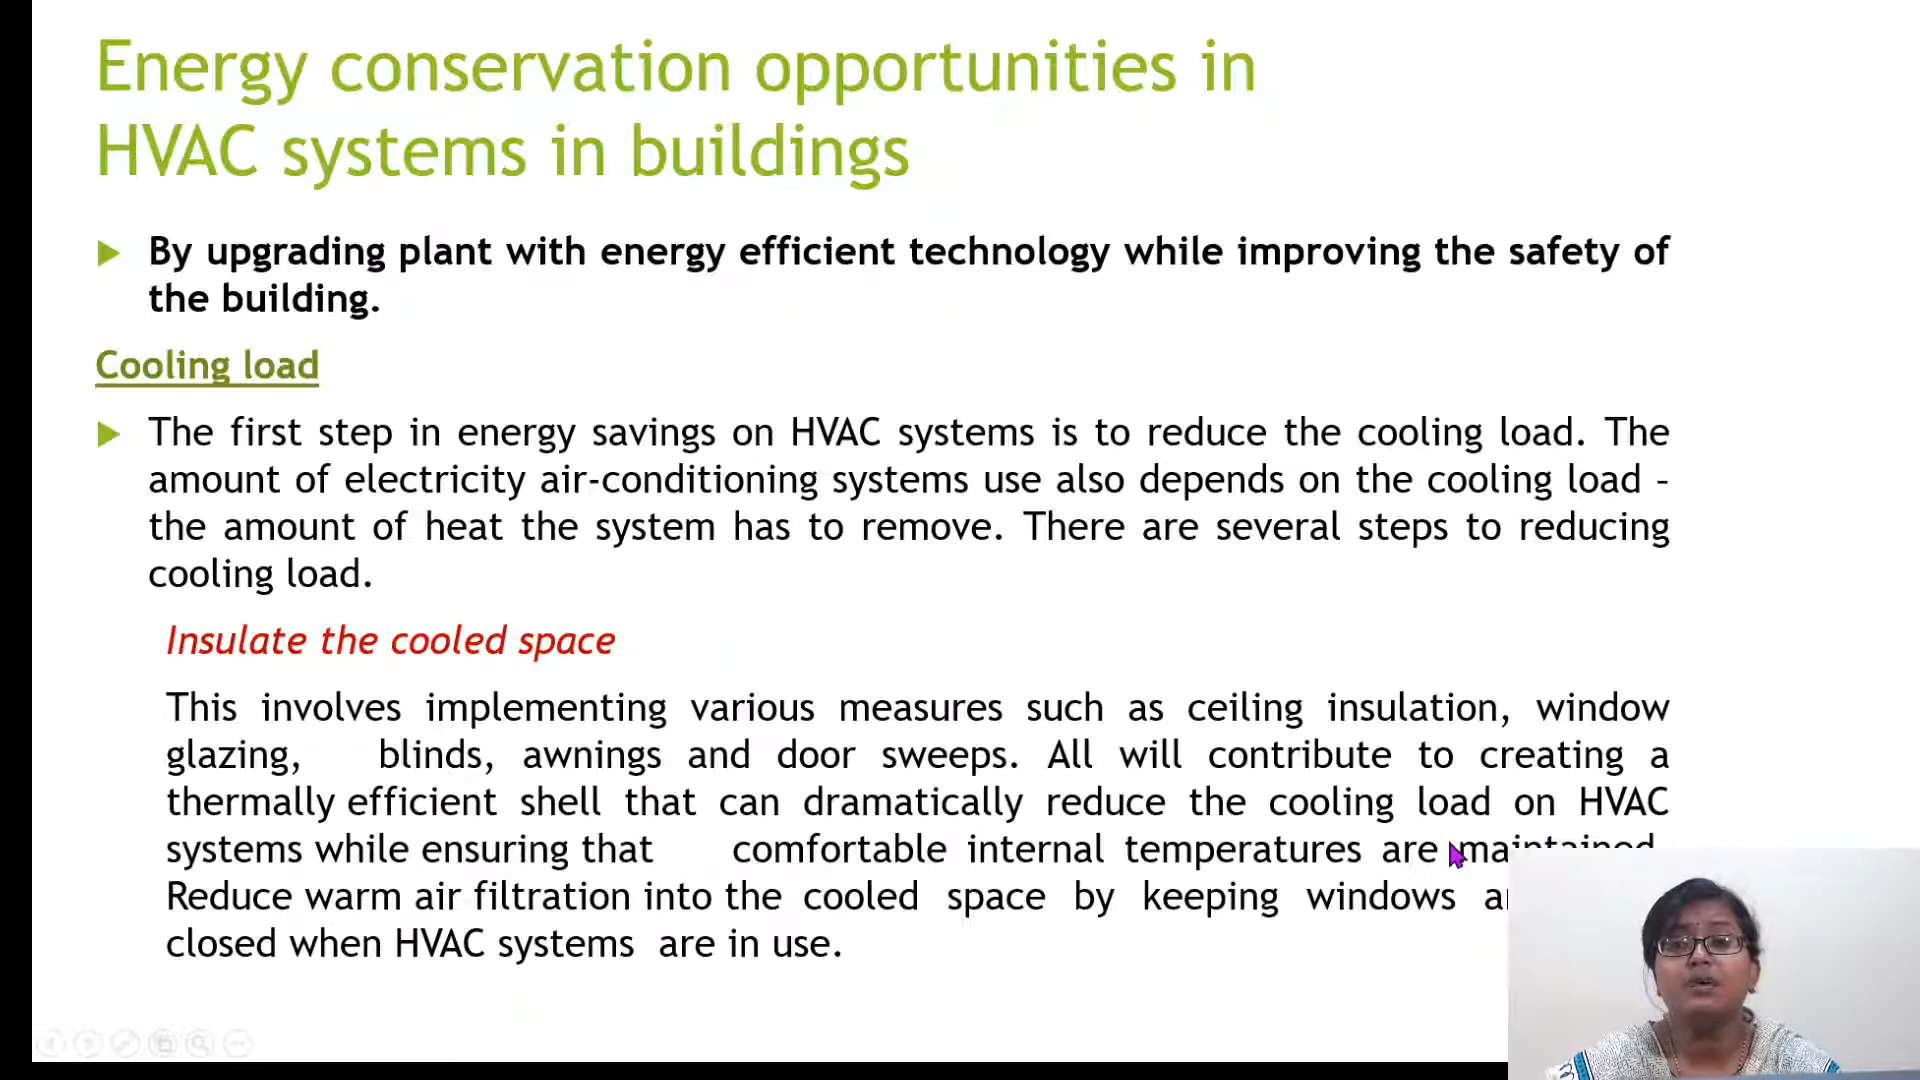 Energy conservation opportunities in
HVAC systems in buildings
By upgrading plant with energy efficient technology while improving the safety of
the building.
Cooling load
The first step in energy savings on HVAC systems is to reduce the cooling load. The
amount of electricity air-conditioning systems use also depends on the cooling load –
the amount of heat the system has to remove. There are several steps to reducing
cooling load.
Insulate the cooled space
This involves implementing various measures such as ceiling insulation, window
glazing, blinds, awnings and door sweeps. All will contribute to creating a
thermally efficient shell that can dramatically reduce the cooling load on HVAC
systems while ensuring that comfortable internal temperatures are maintained.
Reduce warm air filtration into the cooled space by keeping windows
closed when HVAC systems are in use.